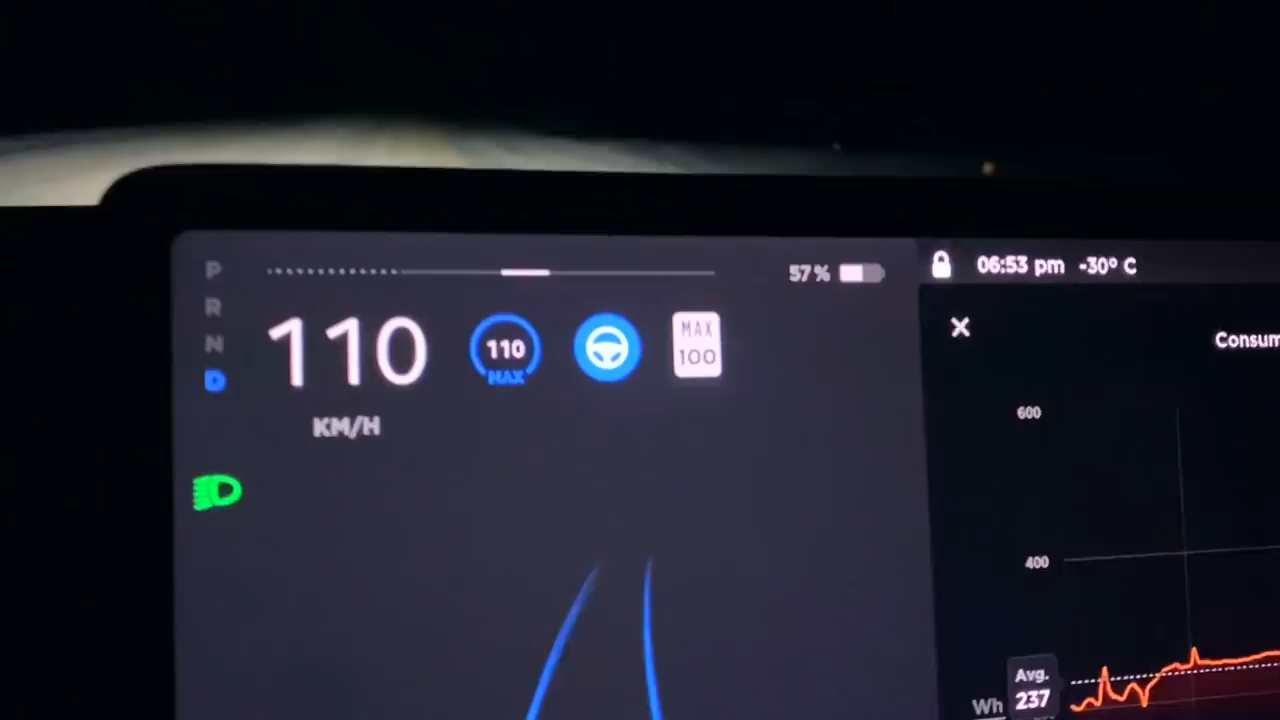 P
R
N
D
57%
110
KM/H
110
MAX
MAX
100
06:53 pm -30° C
Consum
600
400
Avg.
237
Wh